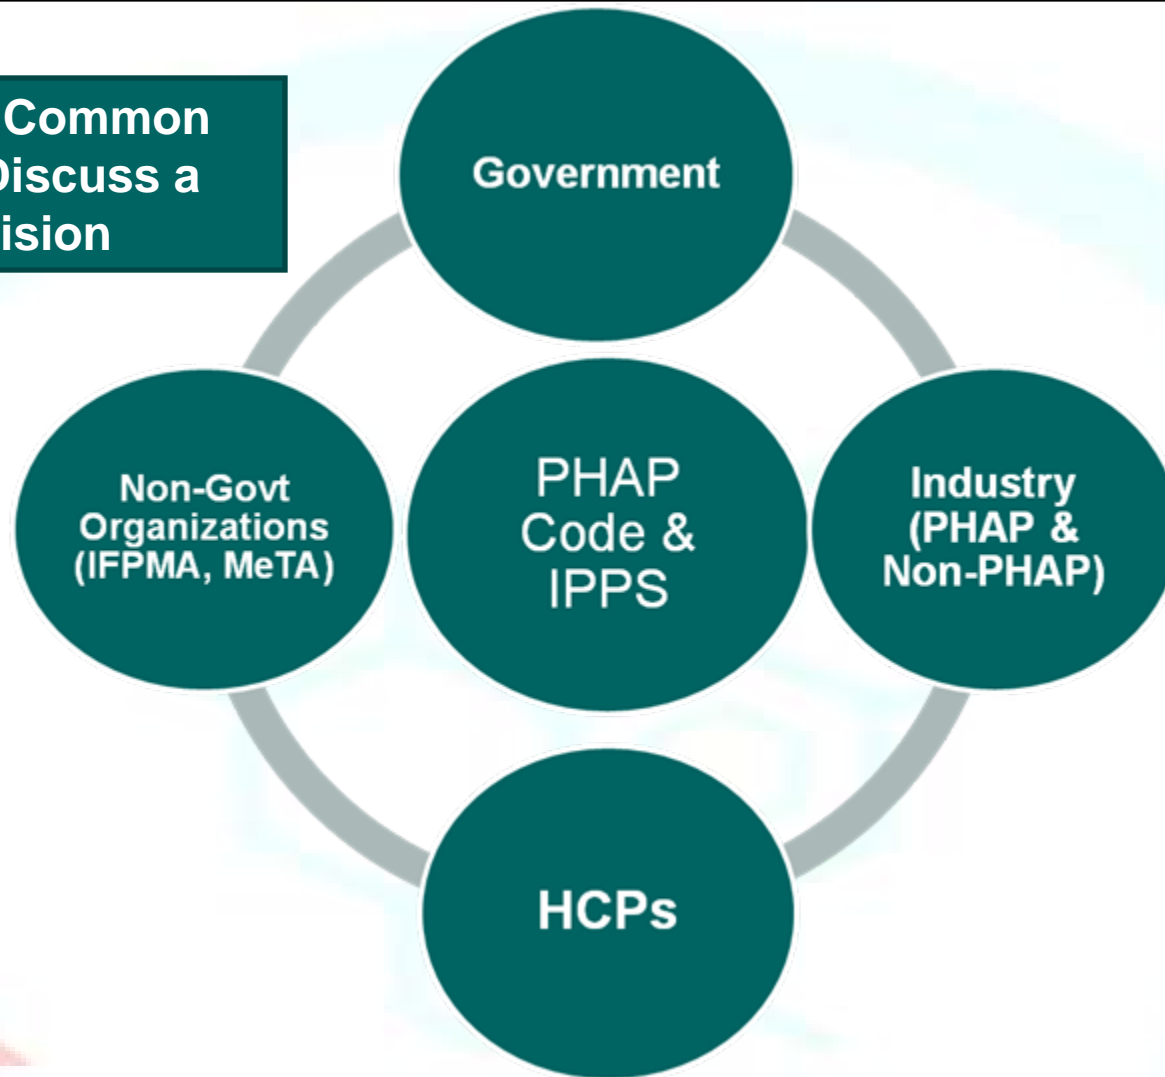 Common
Discuss a
ision
Government
Non-Govt
Organizations
(IFPMA, MeTA)
PHAP
Code &
IPPS
Industry
(PHAP &
Non-PHAP)
HCPs